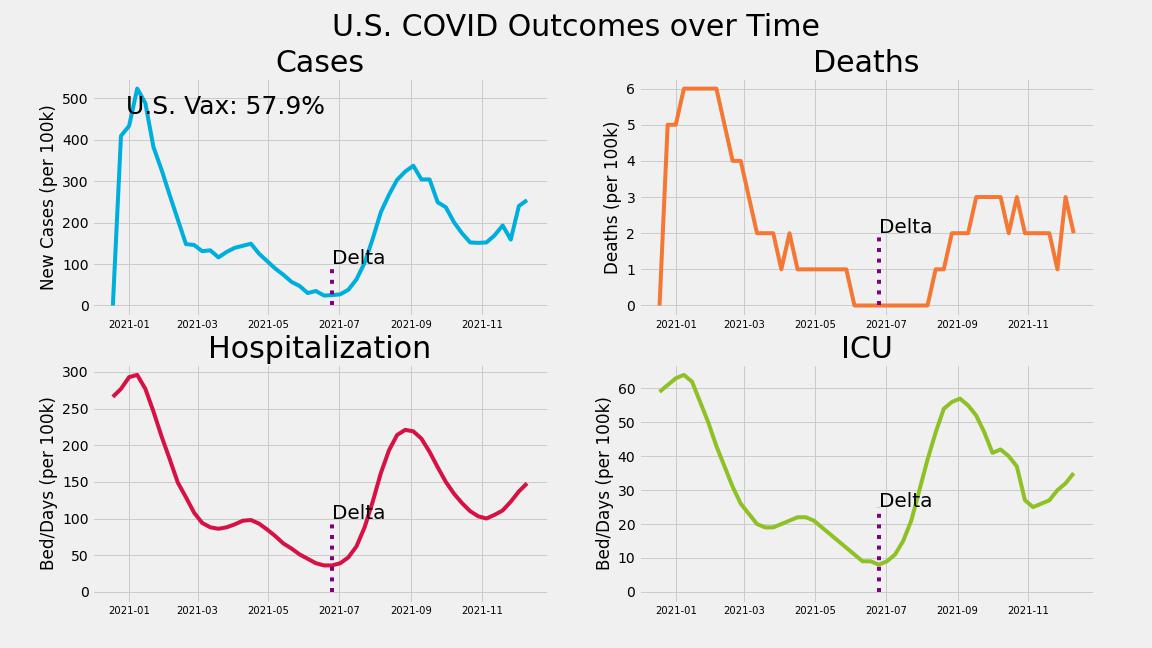 U.S. COVID Outcomes over Time
Cases
New Cases (per 100k)
500
400
300
200
100
0
U.S. Vax: 57.9%
Delta
2021-01 2021-03 2021-05 2021-07 2021-09 2021-11
Deaths
Deaths (per 100k)
6
5
4
3
2
1
0
Delta
2021-01 2021-03 2021-05 2021-07 2021-09 2021-11
Hospitalization
Bed/Days (per 100k)
300
250
200
150
100
50
0
Delta
2021-01 2021-03 2021-05 2021-07 2021-09 2021-11
ICU
Bed/Days (per 100k)
60
50
40
30
20
10
0
Delta
2021-01 2021-03 2021-05 2021-07 2021-09 2021-11